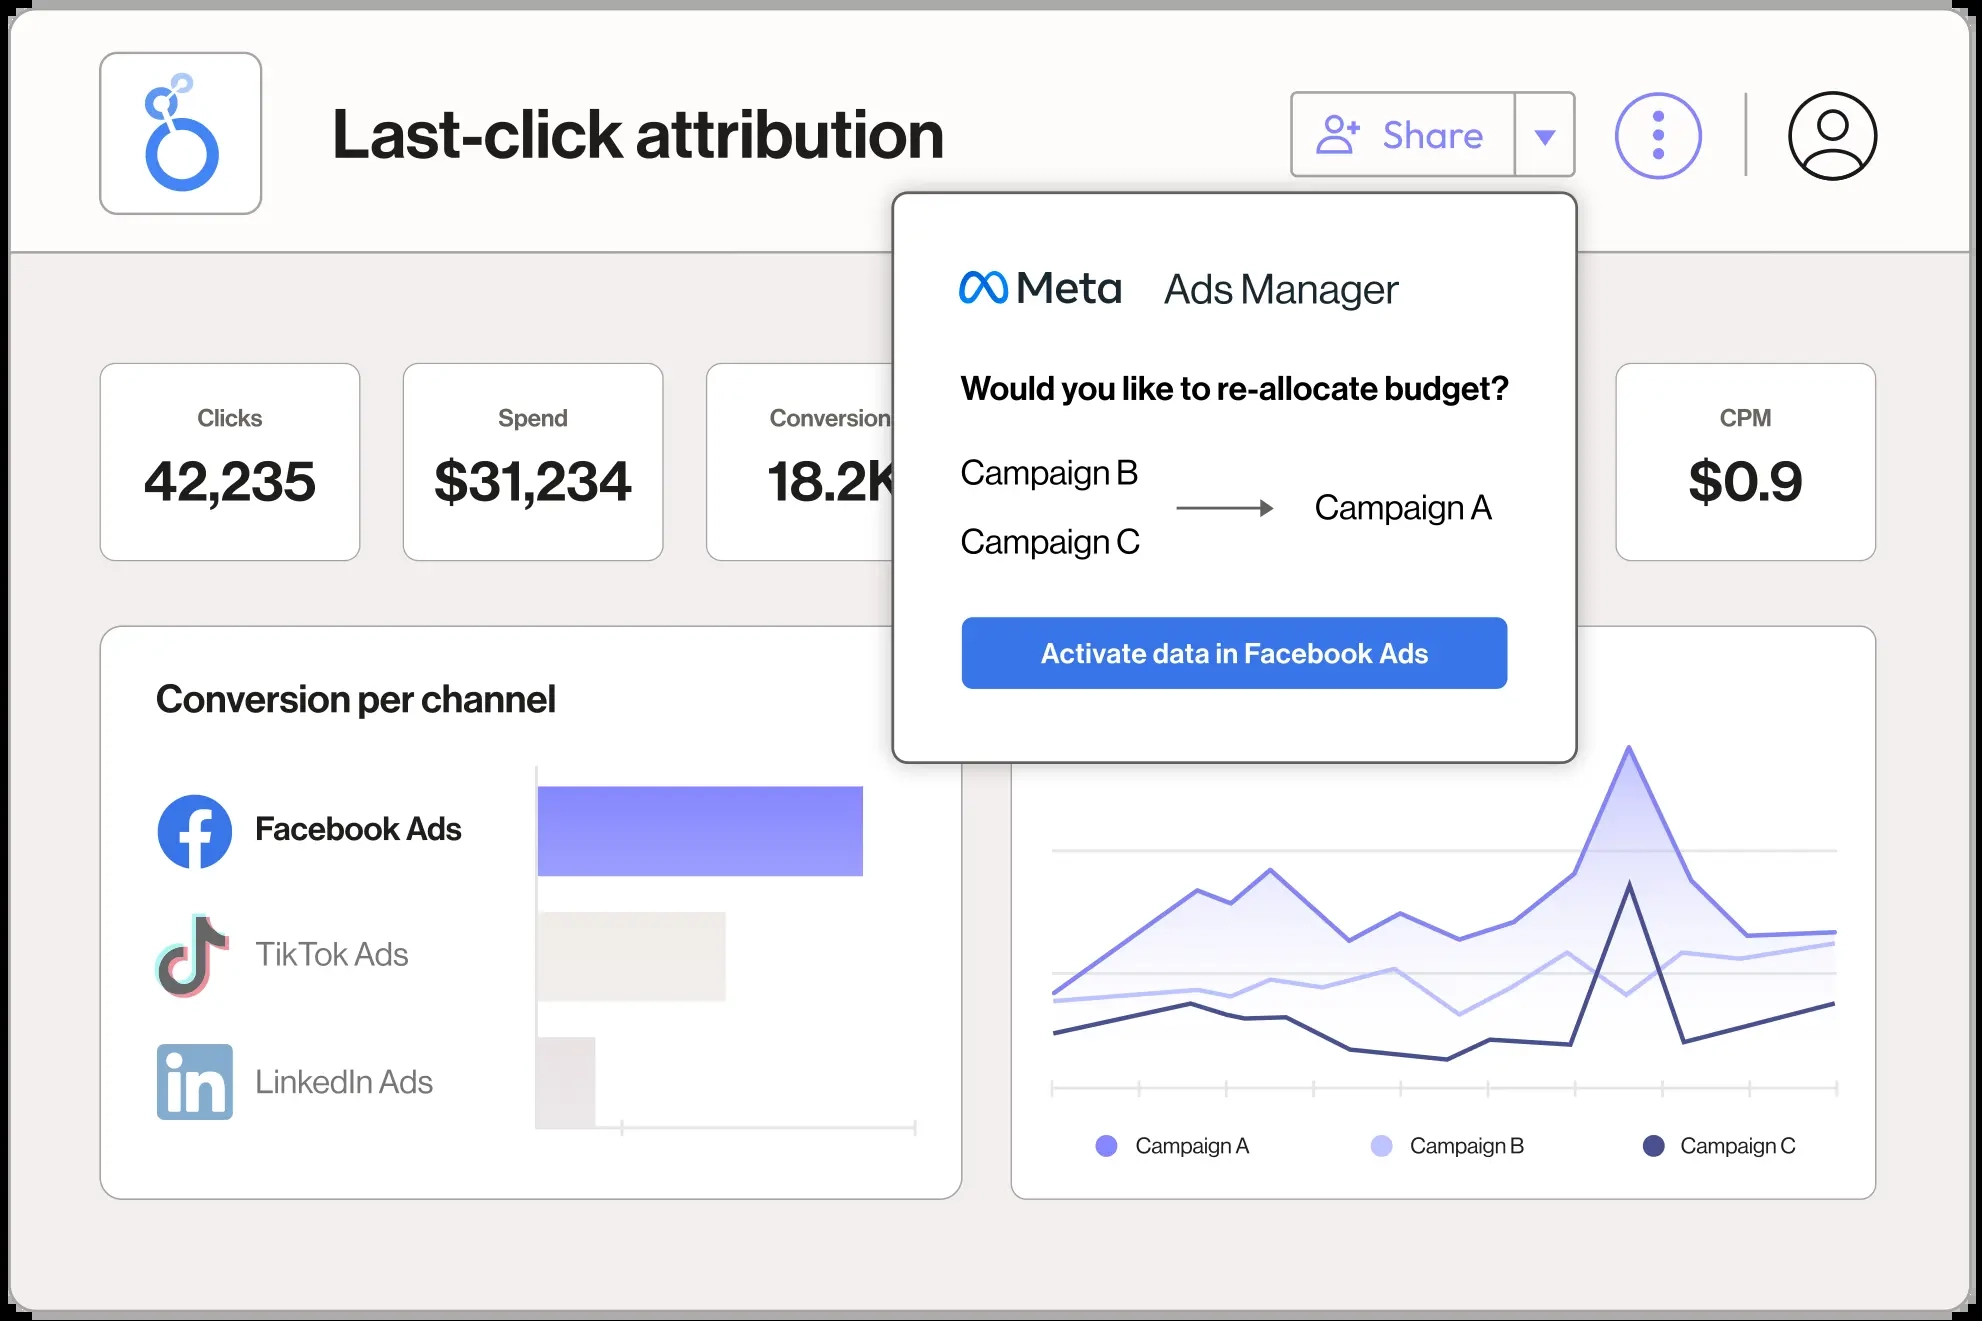 Last-click attribution
Share
Meta Ads Manager
Would you like to re-allocate budget?
Campaign B
Campaign C
Campaign A
Activate data in Facebook Ads
Clicks
42,235
Spend
$31,234
Conversion
18.2K
CPM
$0.9
Conversion per channel
Facebook Ads
TikTok Ads
LinkedIn Ads
Campaign A
Campaign B
Campaign C